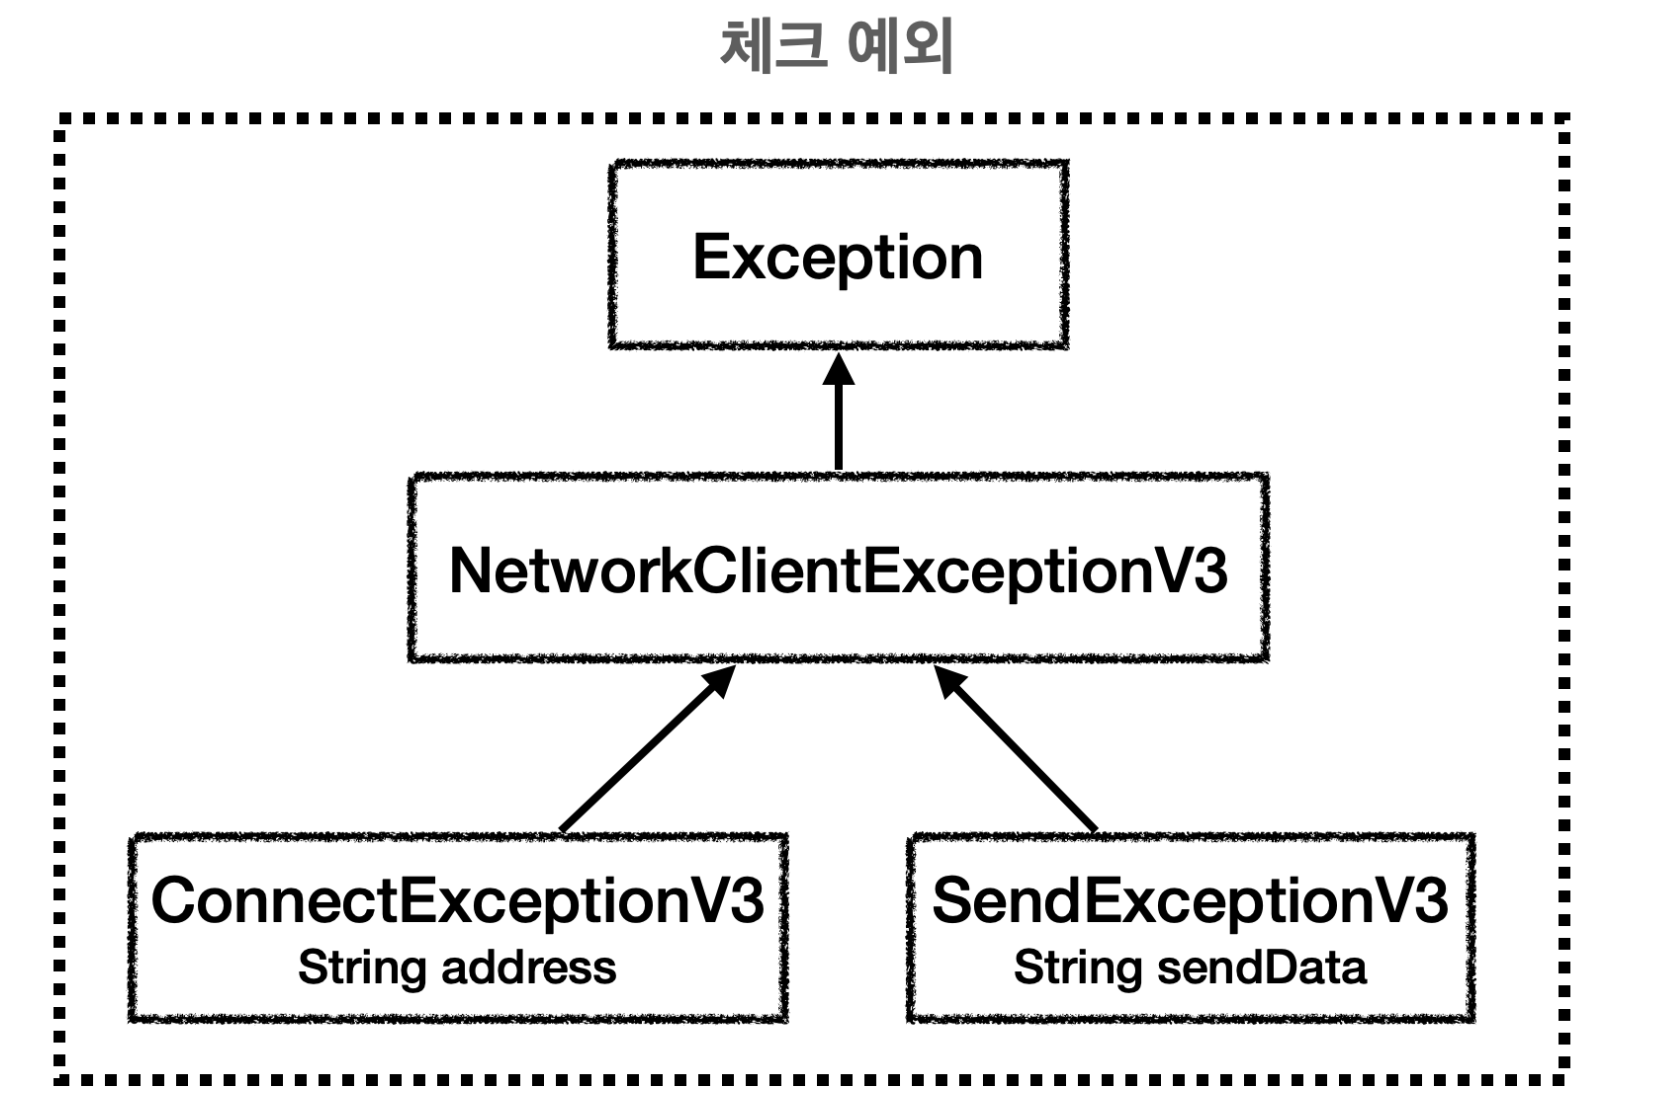 체크 예외
Exception
NetworkClientExceptionV3
ConnectExceptionV3
String address
SendExceptionV3
String sendData